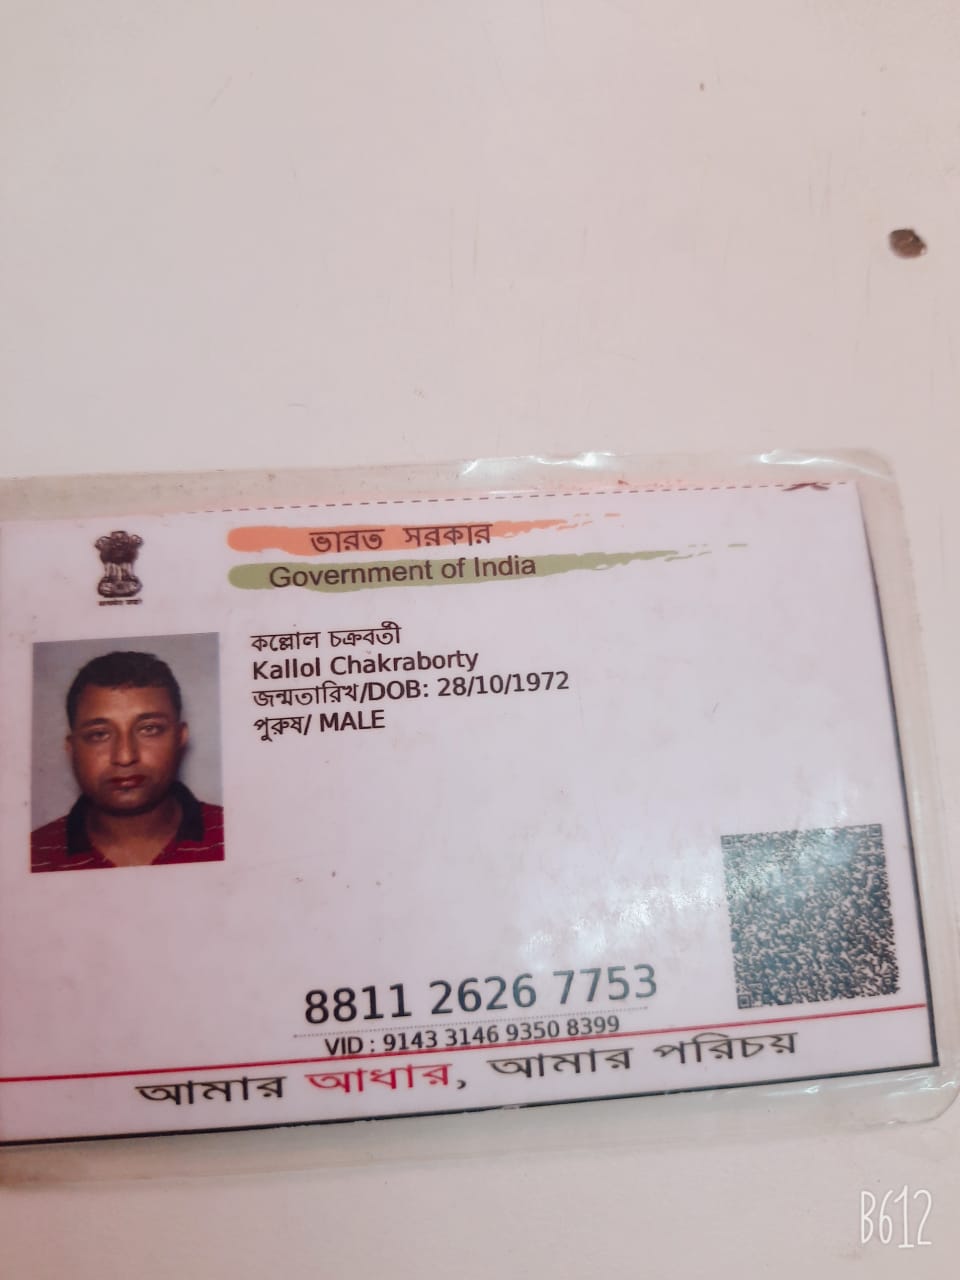 ভারত সরকার
Government of India
কল্লোল চক্রবর্তী
Kallol Chakraborty
জন্মতারিখ/DOB: 28/10/1972
পুরুষ/ MALE
8811 2626 7753
VID : 9143 3146 9350 8399
আমার আধার, আমার পরিচয়
B612